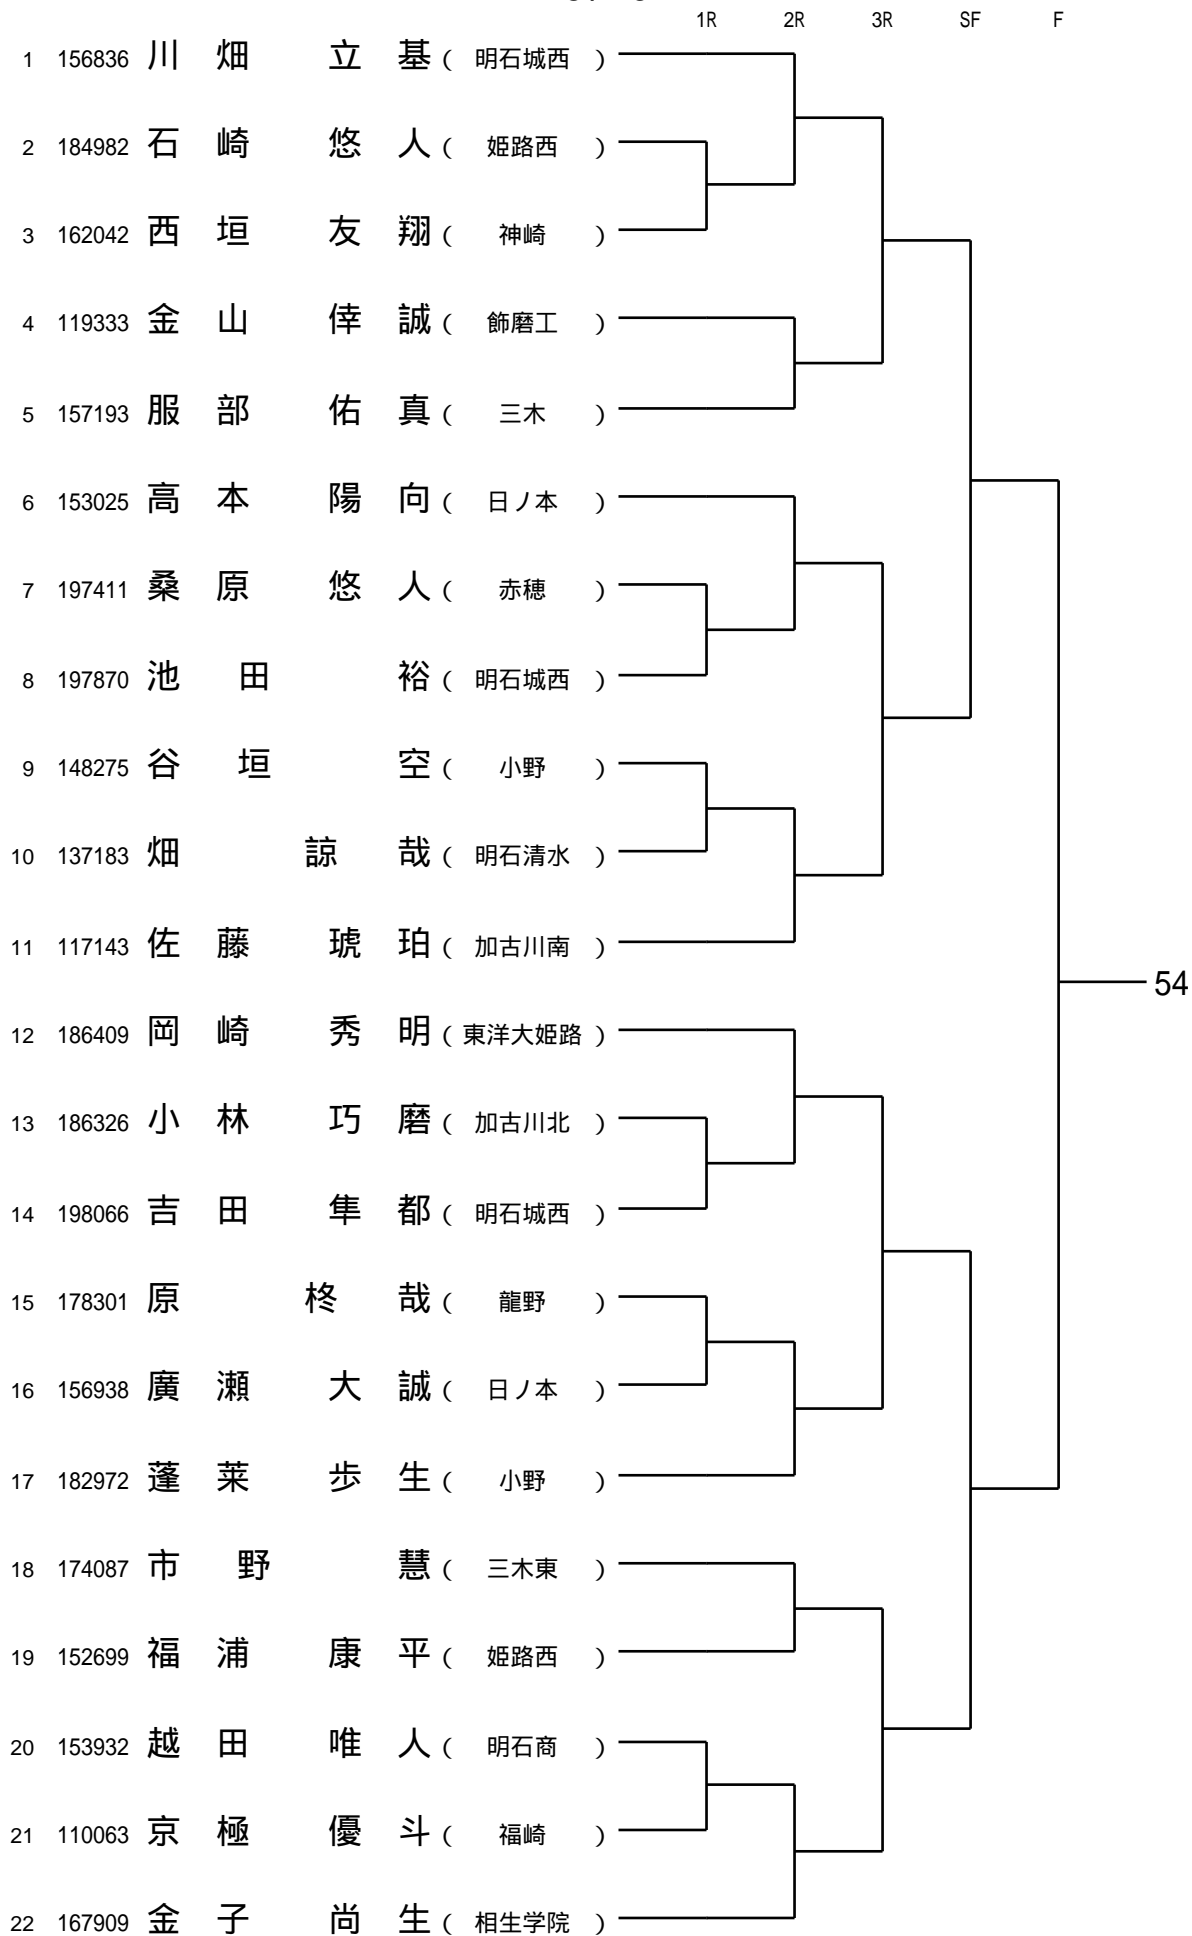 1R 2R 3R SF F
1 156836 川 畑 立 基 ( 明石城西 )
2 184982 石 崎 悠 人 ( 姫路西 )
3 162042 西 垣 友 翔 ( 神崎 )
4 119333 金 山 倖 誠 ( 飾磨工 )
5 157193 服 部 佑 真 ( 三木 )
6 153025 高 本 陽 向 ( 日ノ本 )
7 197411 桑 原 悠 人 ( 赤穂 )
8 197870 池 田 裕 ( 明石城西 )
9 148275 谷 垣 空 ( 小野 )
10 137183 畑 諒 哉 ( 明石清水 )
11 117143 佐 藤 琥 珀 ( 加古川南 )
54
12 186409 岡 崎 秀 明 ( 東洋大姫路 )
13 186326 小 林 巧 磨 ( 加古川北 )
14 198066 吉 田 隼 都 ( 明石城西 )
15 178301 原 柊 哉 ( 龍野 )
16 156938 廣 瀬 大 誠 ( 日ノ本 )
17 182972 蓬 莱 歩 生 ( 小野 )
18 174087 市 野 慧 ( 三木東 )
19 152699 福 浦 康 平 ( 姫路西 )
20 153932 越 田 唯 人 ( 明石商 )
21 110063 京 極 優 斗 ( 福崎 )
22 167909 金 子 尚 生 ( 相生学院 )